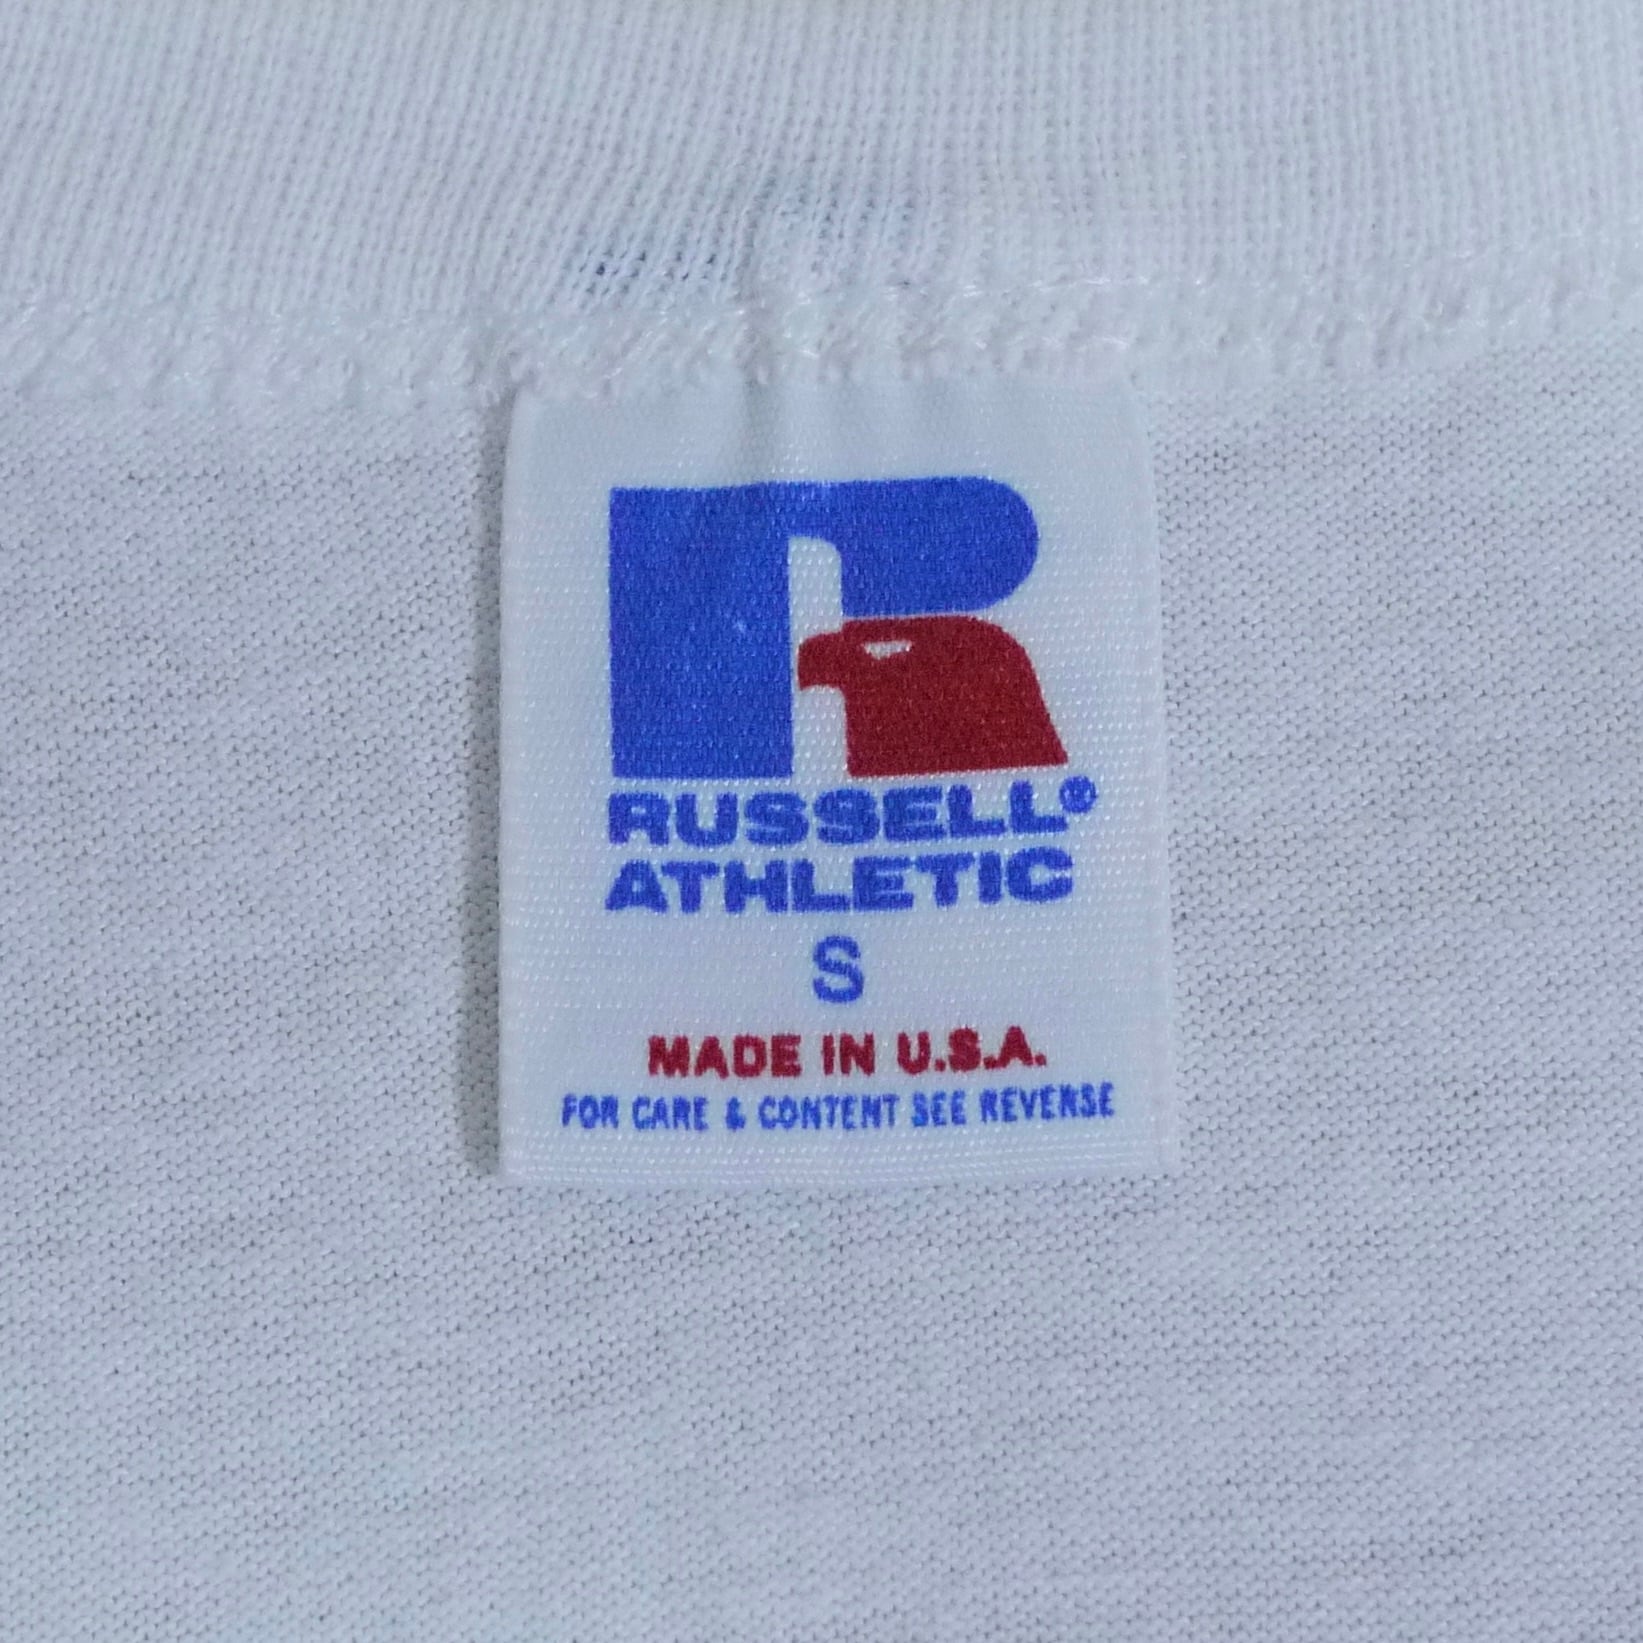 RUSSELL®
ATHLETIC
S
MADE IN U.S.A.
FOR CARE & CONTENT SEE REVERSE